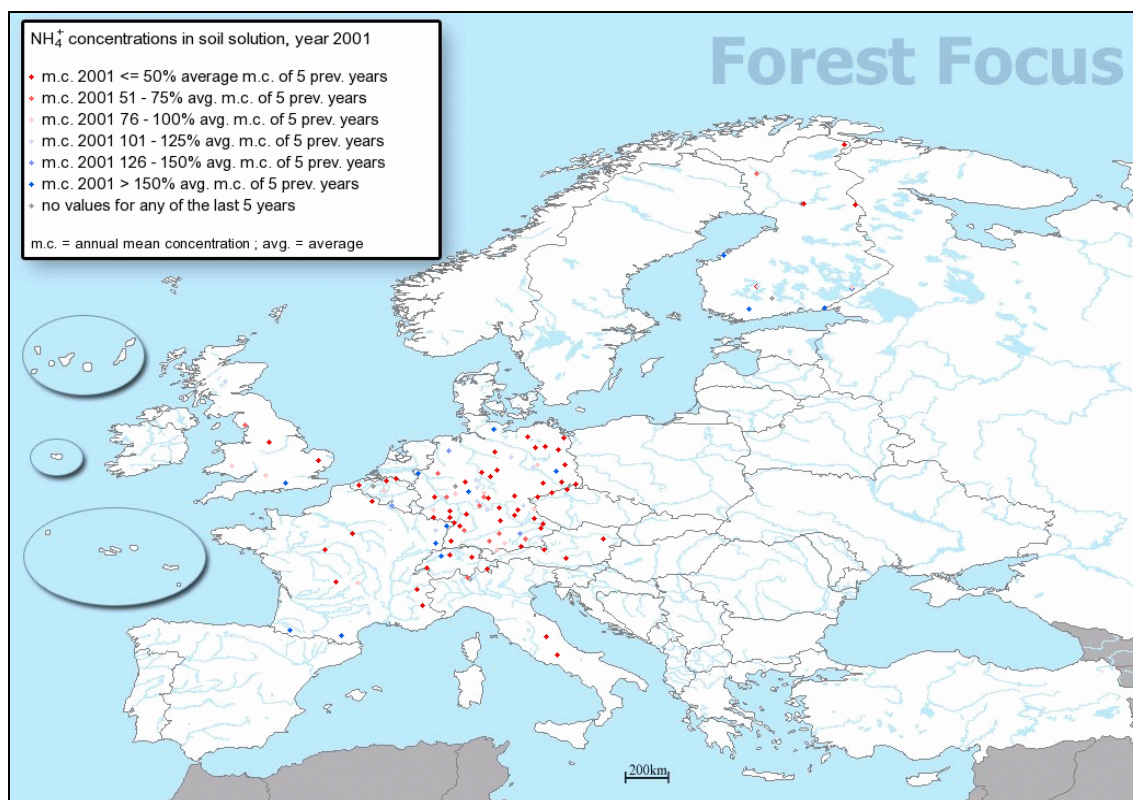 NH₄⁺ concentrations in soil solution, year 2001
m.c. 2001 <= 50% average m.c. of 5 prev. years
m.c. 2001 51 - 75% avg. m.c. of 5 prev. years
m.c. 2001 76 - 100% avg. m.c. of 5 prev. years
m.c. 2001 101 - 125% avg. m.c. of 5 prev. years
m.c. 2001 126 - 150% avg. m.c. of 5 prev. years
m.c. 2001 > 150% avg. m.c. of 5 prev. years
no values for any of the last 5 years
m.c. = annual mean concentration ; avg. = average
Forest Focus
200km